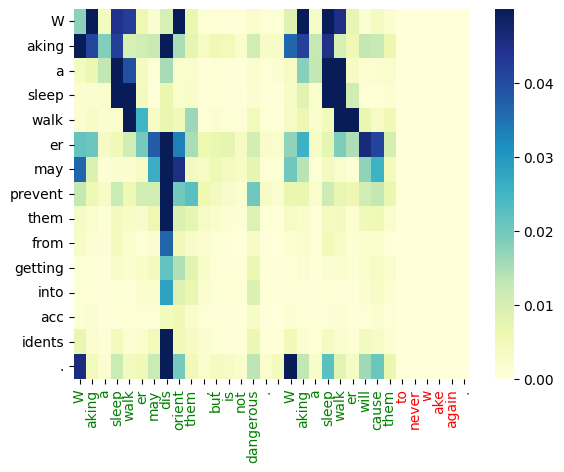 W
aking
a
sleep
walk
er
may
prevent
them
from
getting
into
acc
idents
.
0.04
0.03
0.02
0.01
0.00
W
aking
a
sleep
walk
er
may
dis
orient
them
,
but
is
not
dangerous
.
W
aking
a
sleep
walk
er
will
cause
them
to
never
w
ake
again
.